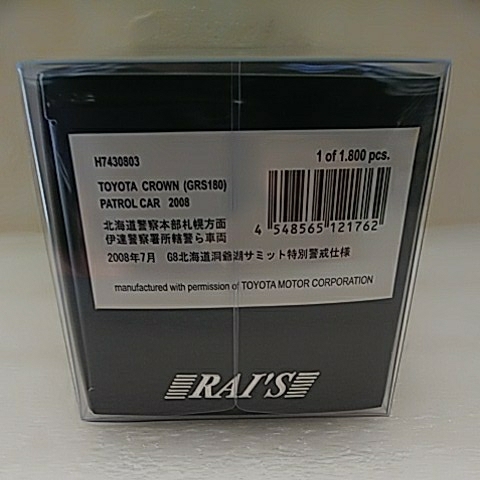 H7430803
1 of 1.800 pcs.
TOYOTA CROWN (GRS180)
PATROL CAR 2008
北海道警察本部札幌方面
伊達警察署所轄警ら車両
4 548565 121762
2008年7月 G8北海道洞爺湖サミット特別警戒仕様
manufactured with permission of TOYOTA MOTOR CORPORATION
RAI'S